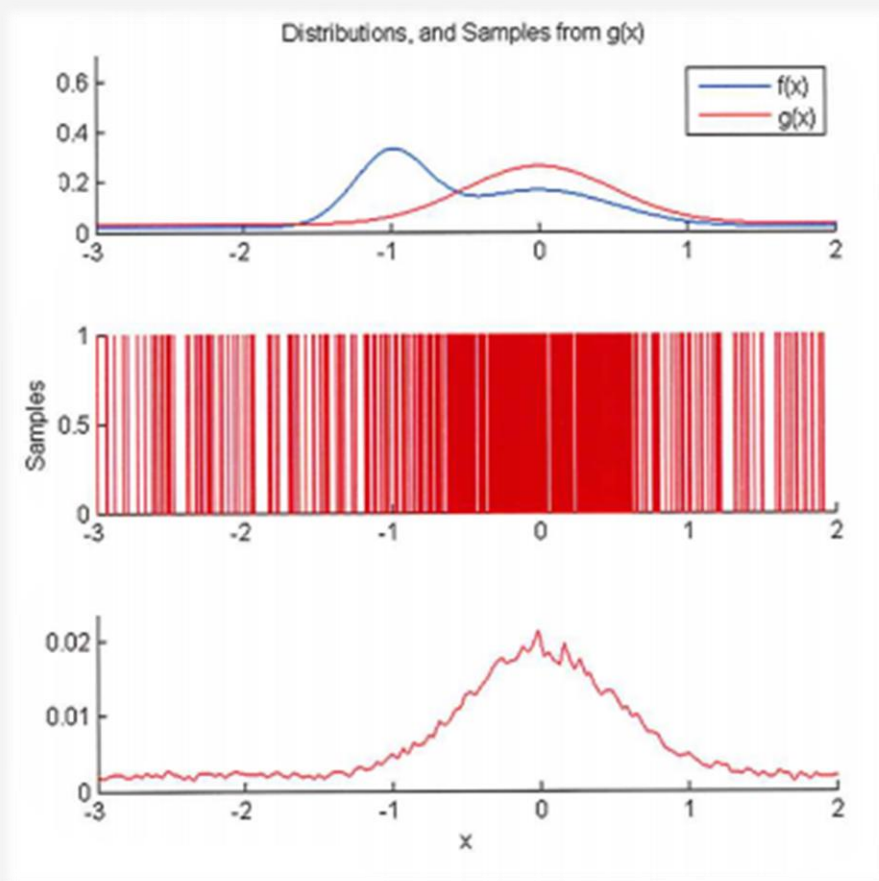 Distributions, and Samples from g(x)
f(x)
g(x)
0.6
0.4
0.2
0
-3 -2 -1 0 1 2
Samples
1
0.5
0
-3 -2 -1 0 1 2
0.02
0.01
0
-3 -2 -1 0 1 2
x